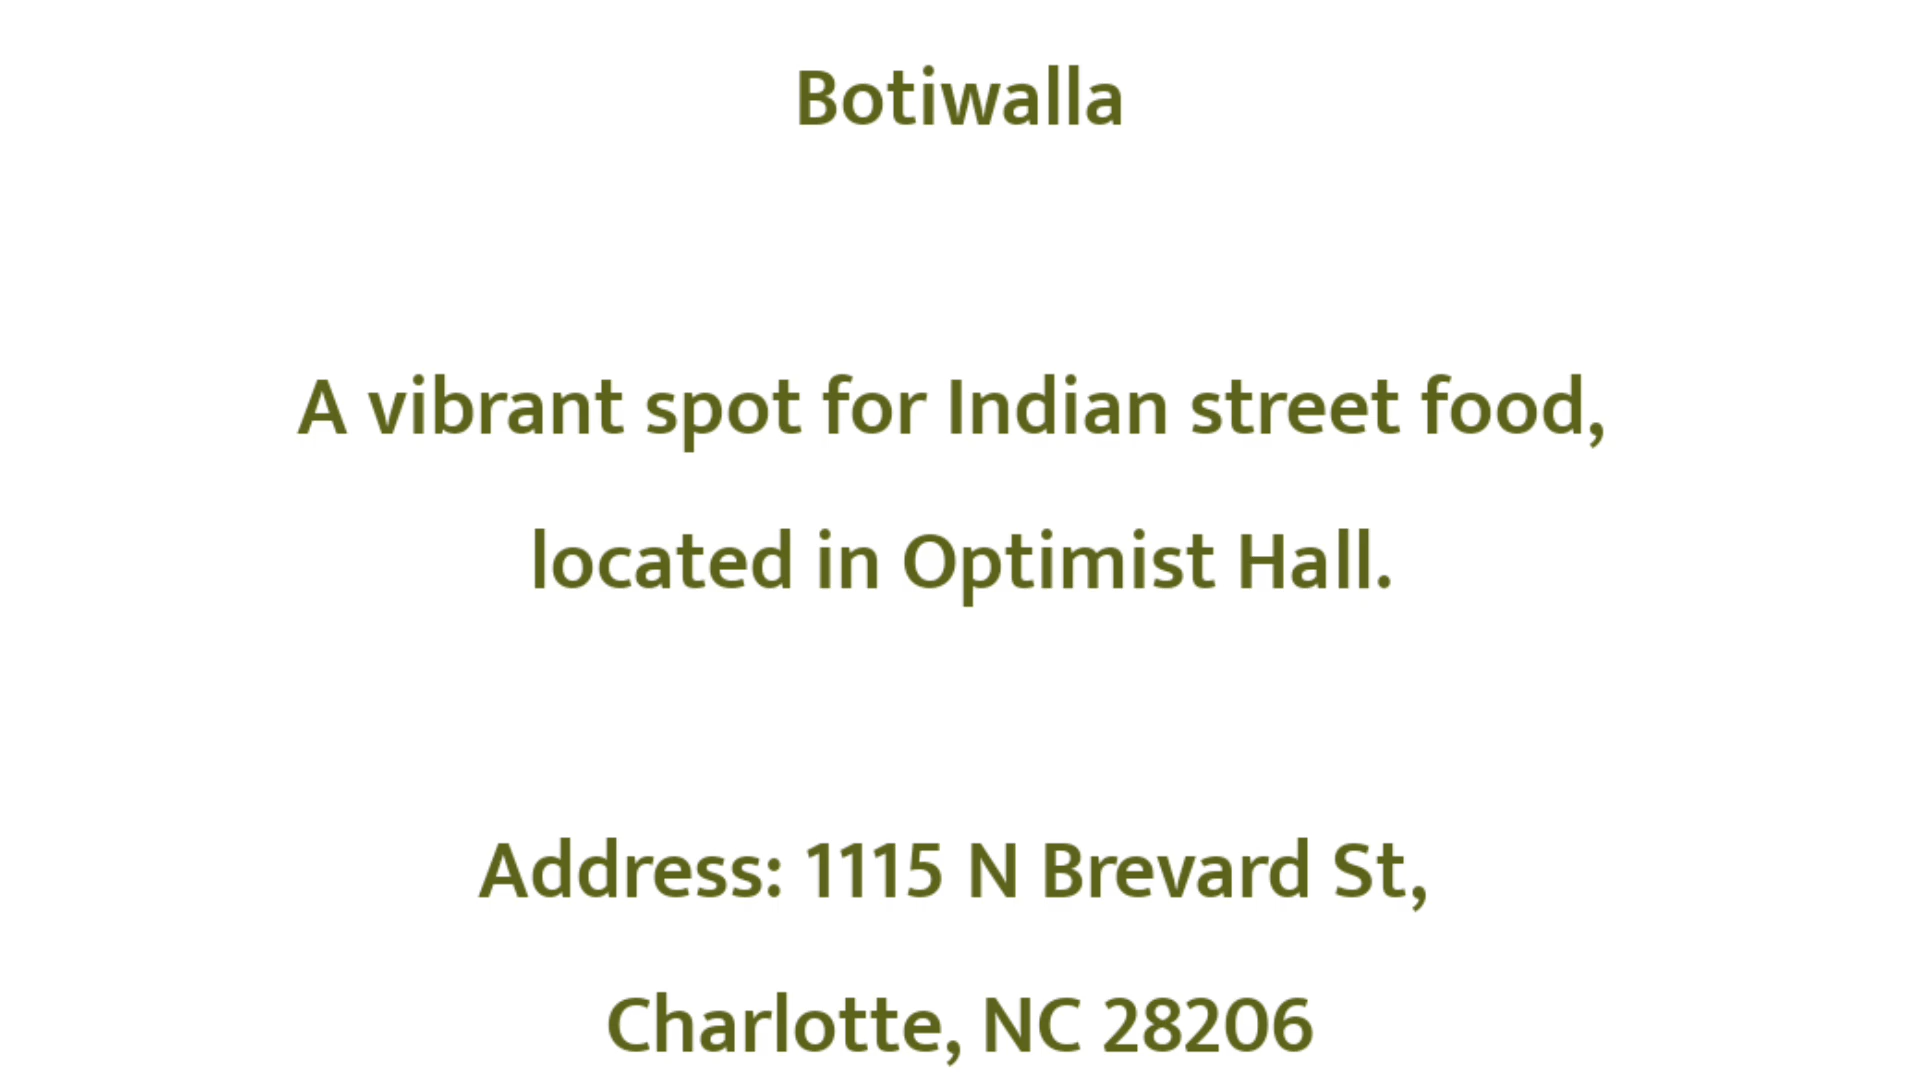 Botiwalla
A vibrant spot for Indian street food,
located in Optimist Hall.
Address: 1115 N Brevard St,
Charlotte, NC 28206